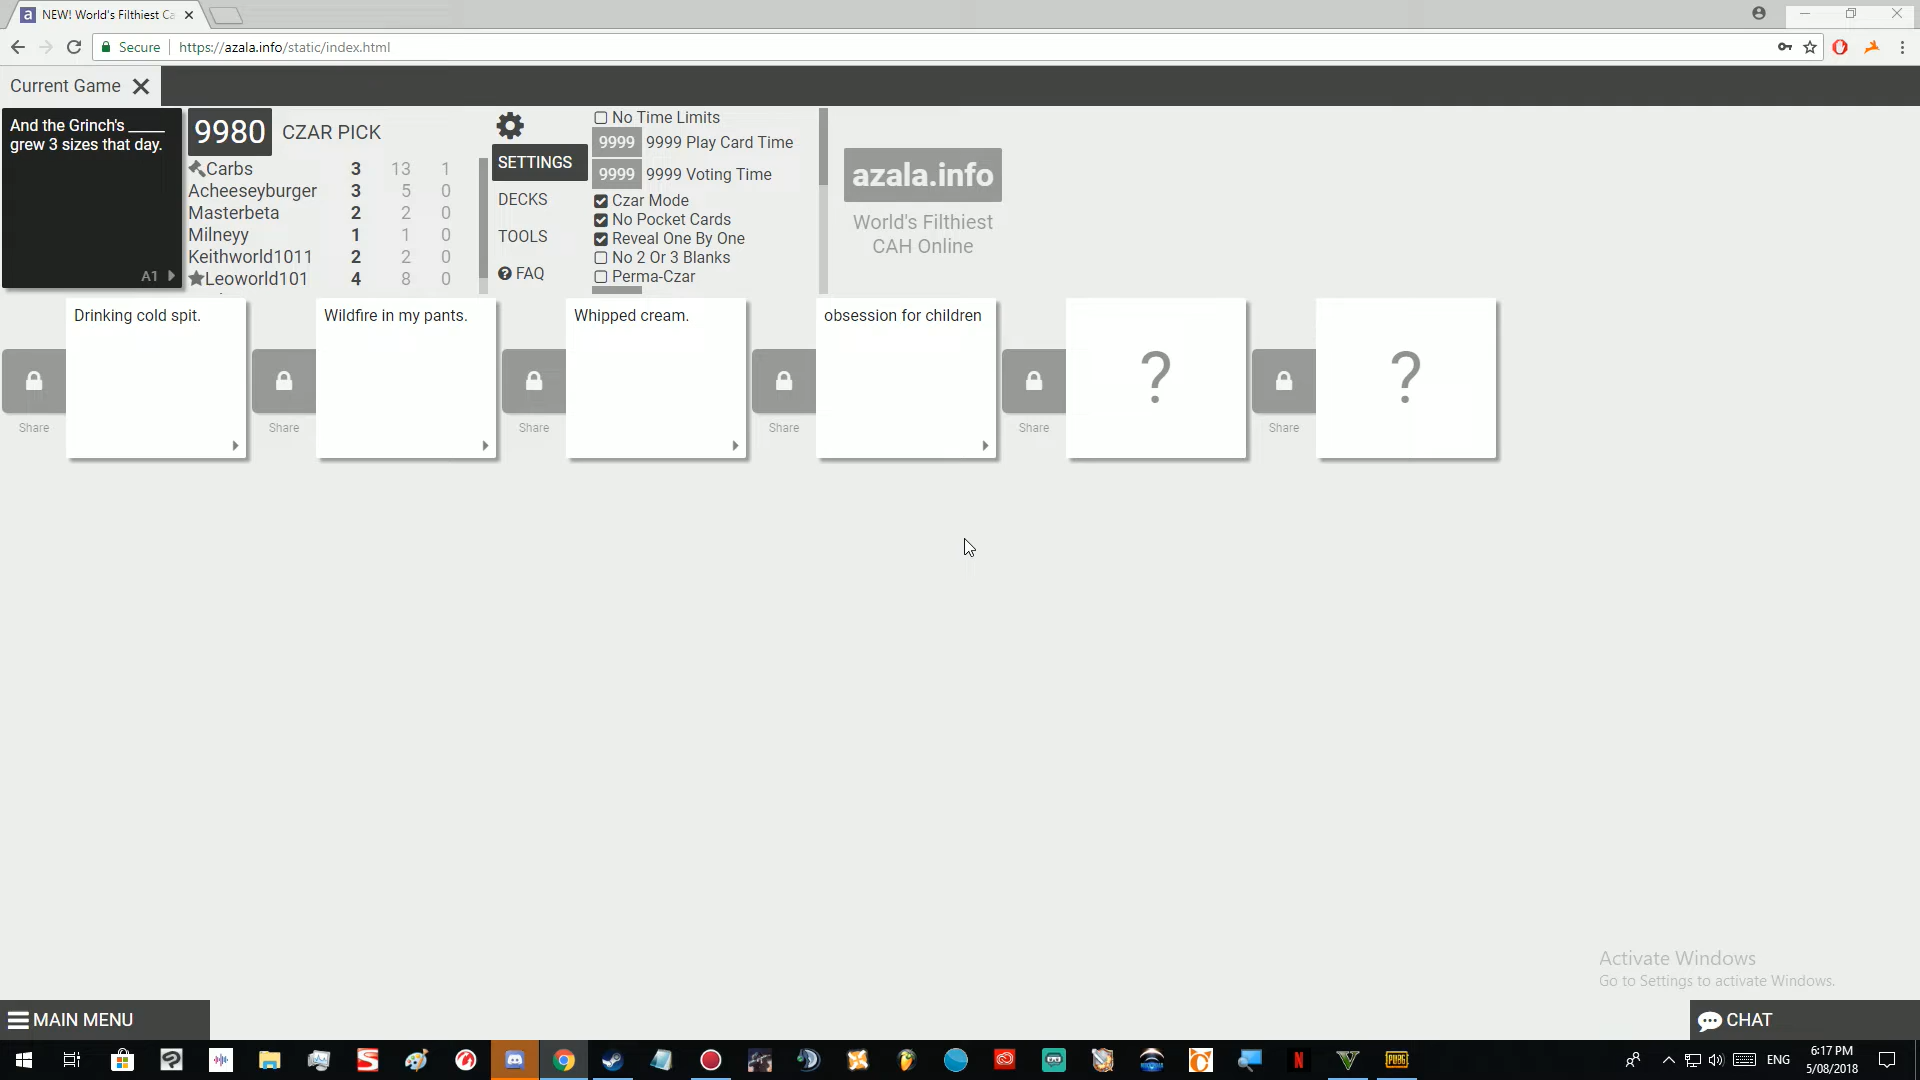 NEW! World's Filthiest Ca
Secure
https://azala.info/static/index.html
Current Game
And the Grinch's _____
grew 3 sizes that day.
A1
9980 CZAR PICK
Carbs 3 13 1
Acheeseyburger 3 5 0
Masterbeta 2 2 0
Milneyy 1 1 0
Keithworld1011 2 2 0
Leoworld101 4 8 0
SETTINGS
DECKS
TOOLS
FAQ
No Time Limits
9999 9999 Play Card Time
9999 9999 Voting Time
Czar Mode
No Pocket Cards
Reveal One By One
No 2 Or 3 Blanks
Perma-Czar
azala.info
World's Filthiest
CAH Online
Share
Drinking cold spit.
Share
Wildfire in my pants.
Share
Whipped cream.
Share
obsession for children
Share
?
Share
?
Activate Windows
Go to Settings to activate Windows.
MAIN MENU
CHAT
ENG
6:17 PM
5/08/2018